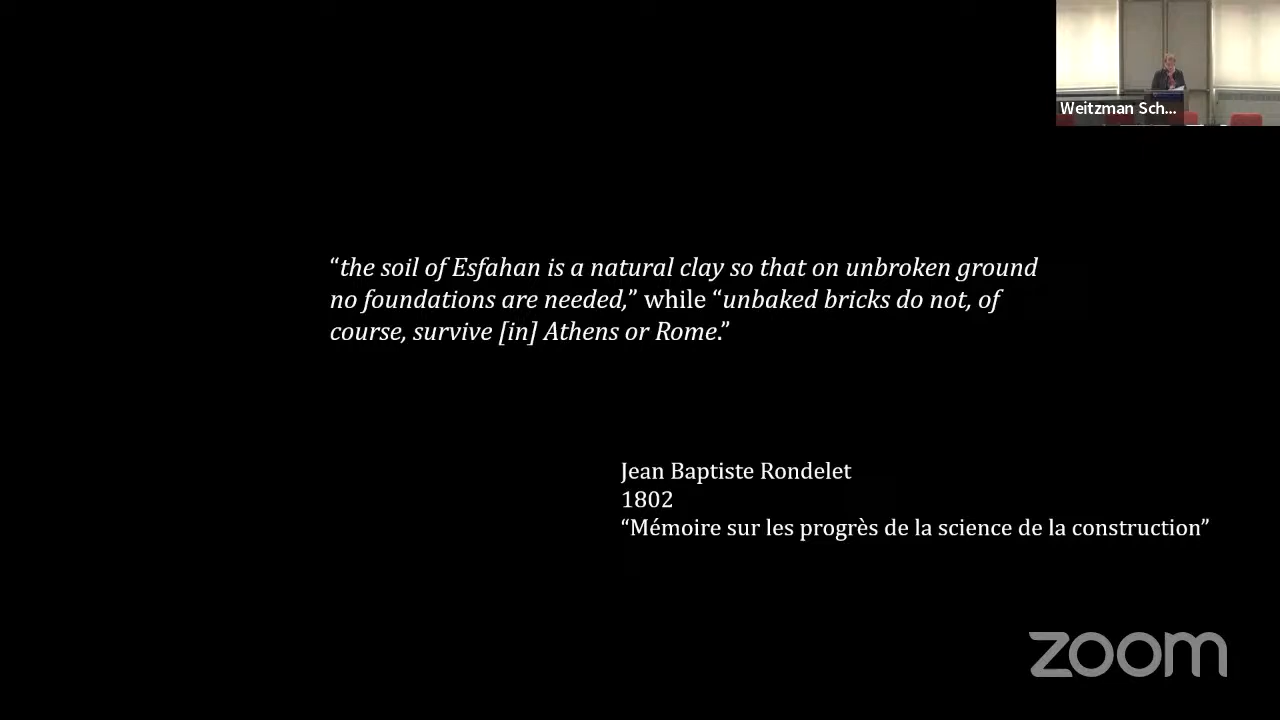 Weitzman Sch...
“the soil of Esfahan is a natural clay so that on unbroken ground
no foundations are needed,” while “unbaked bricks do not, of
course, survive [in] Athens or Rome.”
Jean Baptiste Rondelet
1802
“Mémoire sur les progrès de la science de la construction”
zoom